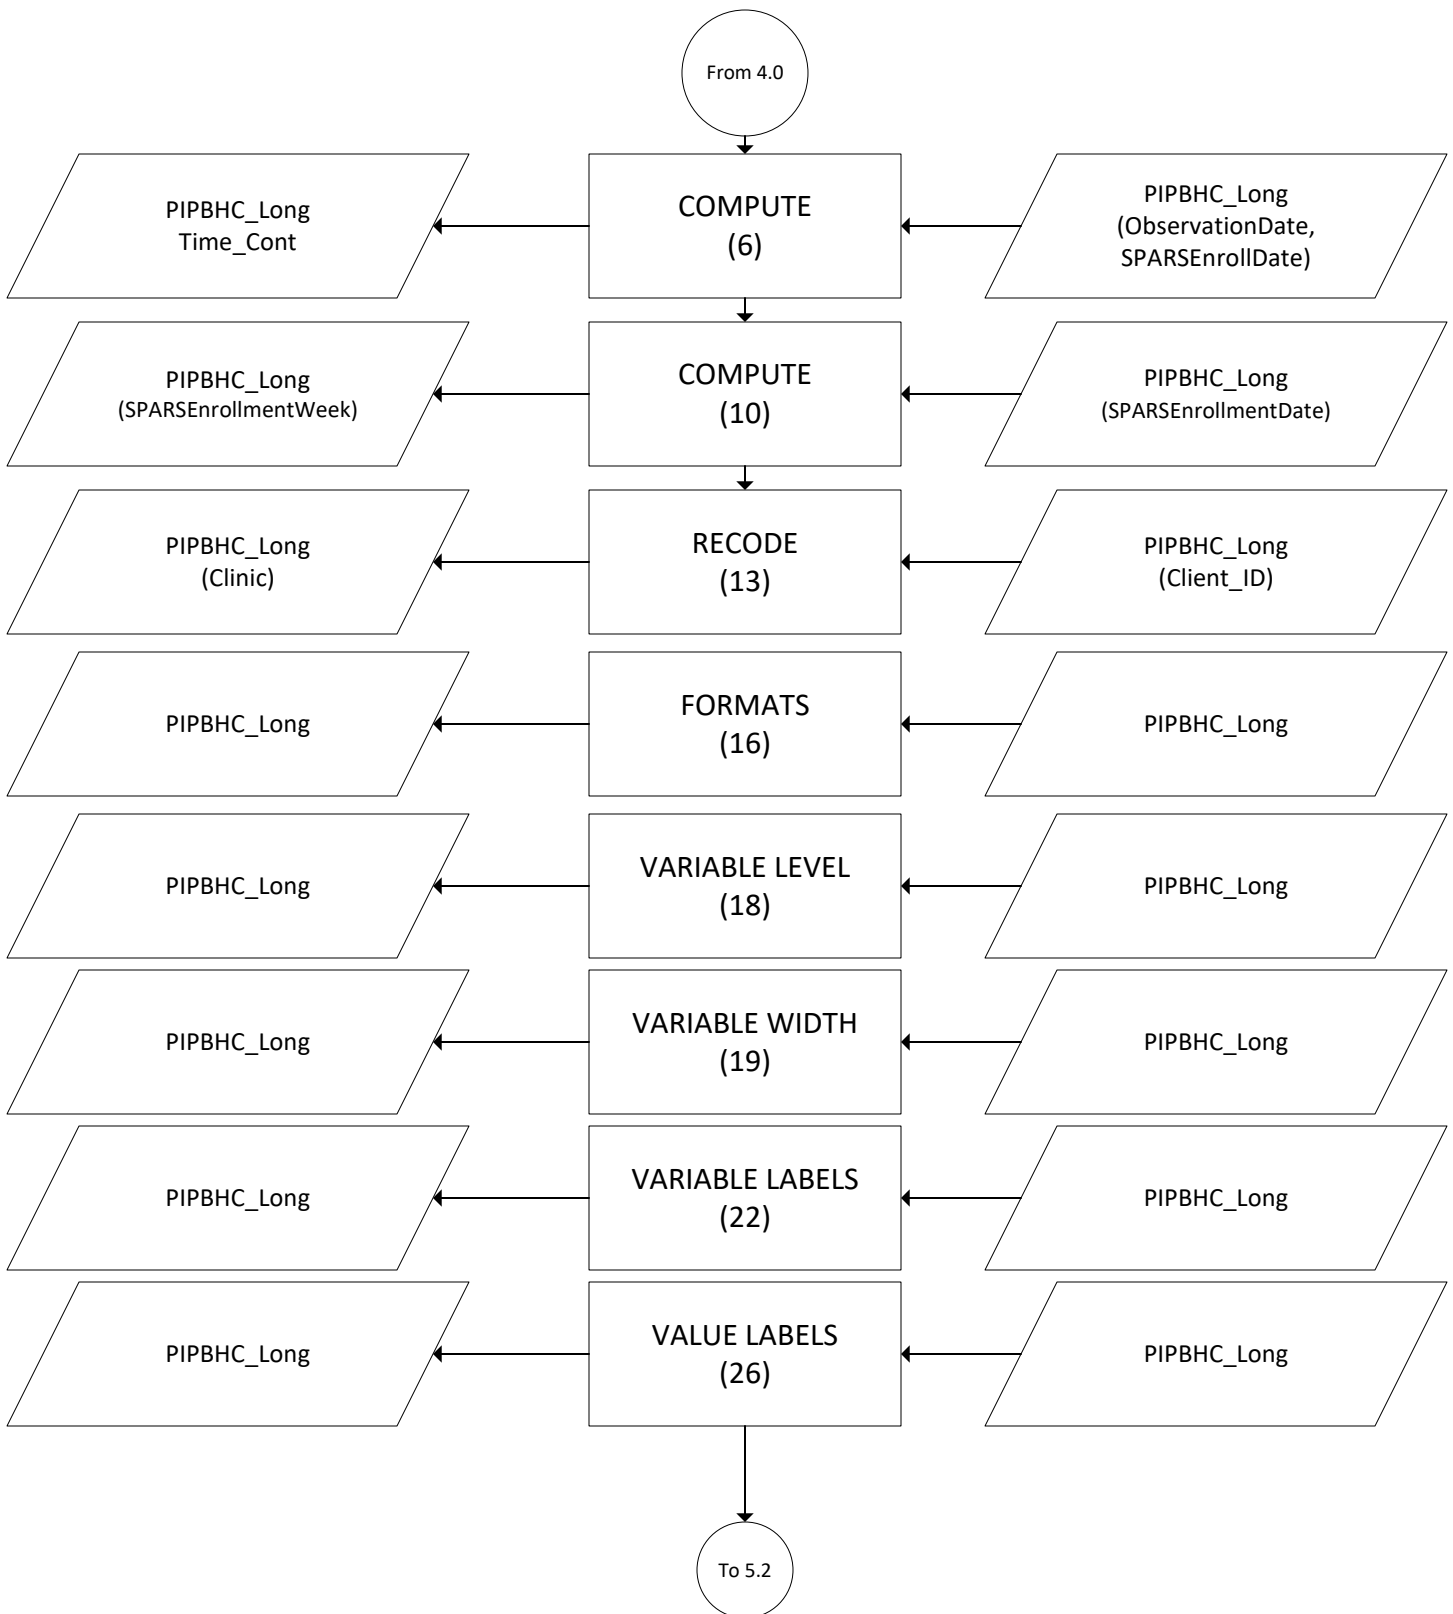 From 4.0
PIPBHC_Long
Time_Cont
COMPUTE
(6)
PIPBHC_Long
(ObservationDate,
SPARSEnrollDate)
PIPBHC_Long
(SPARSEnrollmentWeek)
COMPUTE
(10)
PIPBHC_Long
(SPARSEnrollmentDate)
PIPBHC_Long
(Clinic)
RECODE
(13)
PIPBHC_Long
(Client_ID)
PIPBHC_Long
FORMATS
(16)
PIPBHC_Long
PIPBHC_Long
VARIABLE LEVEL
(18)
PIPBHC_Long
PIPBHC_Long
VARIABLE WIDTH
(19)
PIPBHC_Long
PIPBHC_Long
VARIABLE LABELS
(22)
PIPBHC_Long
PIPBHC_Long
VALUE LABELS
(26)
PIPBHC_Long
To 5.2